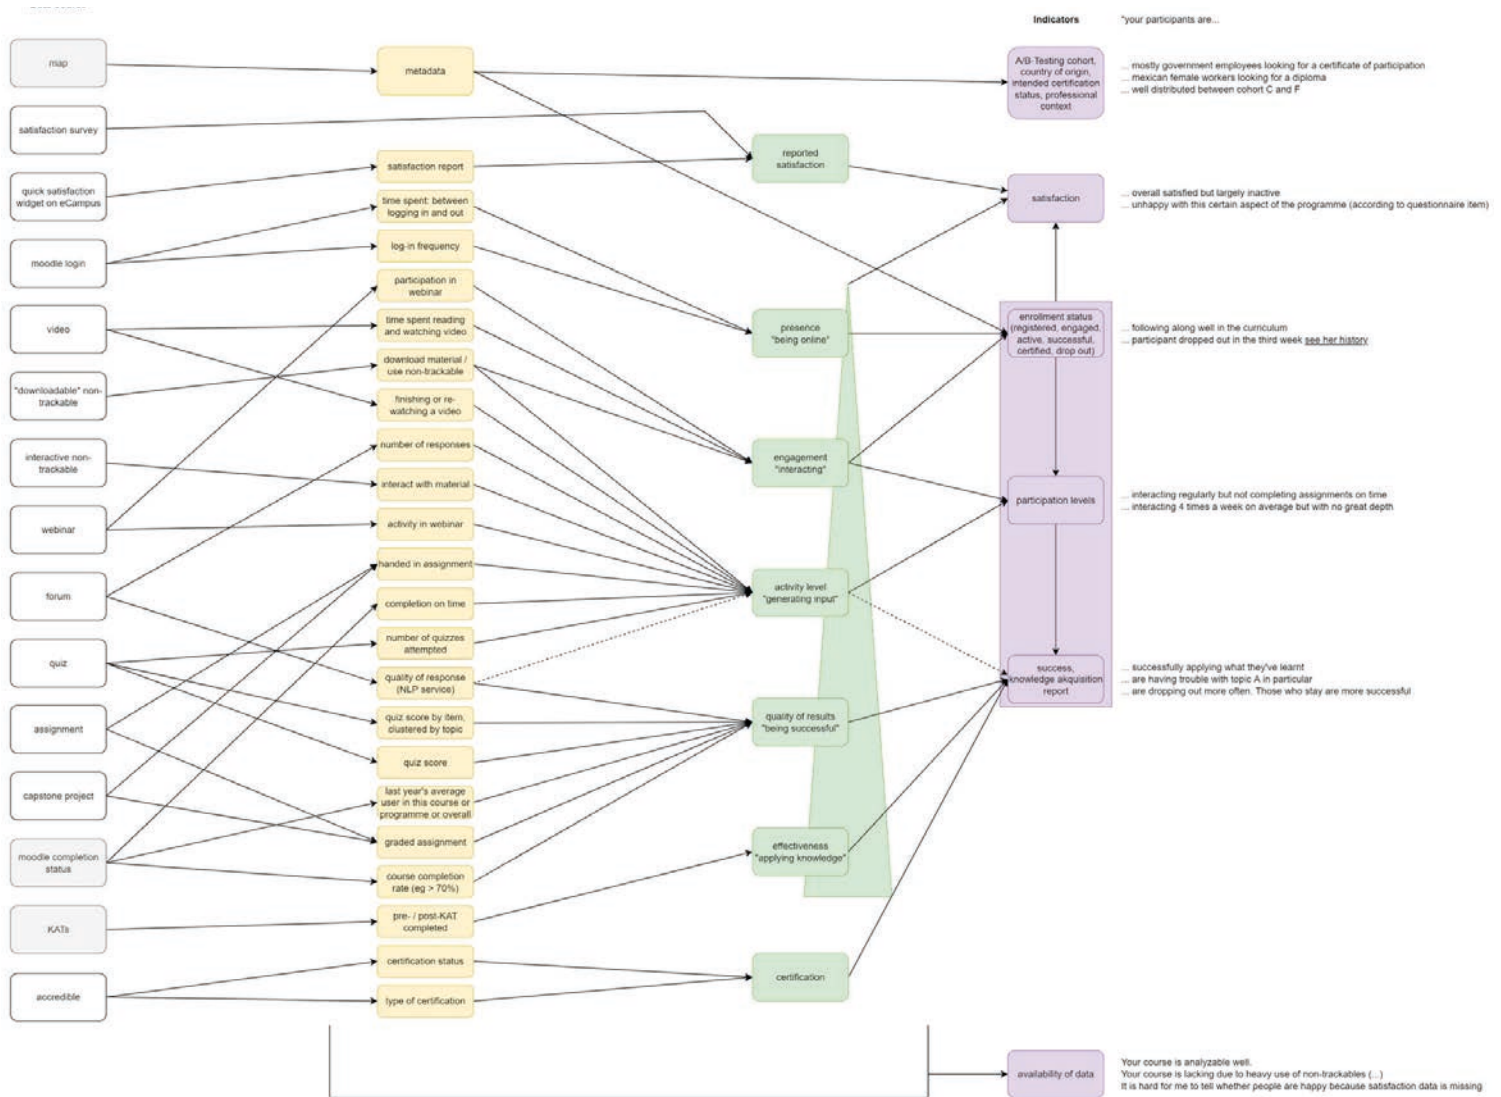 Indicators
"your participants are...
map
metadata
A/B-Testing cohort,
country of origin,
intended certification
status, professional
context
... mostly government employees looking for a certificate of participation
... mexican female workers looking for a diploma
... well distributed between cohort C and F
satisfaction survey
reported
satisfaction
satisfaction report
quick satisfaction
widget on eCampus
time spent: between
logging in and out
satisfaction
... overall satisfied but largely inactive
... unhappy with this certain aspect of the programme (according to questionnaire item)
moodle login
log-in frequency
participation in
webinar
video
time spent reading
and watching video
presence
"being online"
enrollment status
(registered, engaged,
active, successful,
certified, drop out)
... following along well in the curriculum
... participant dropped out in the third week see her history
"downloadable" non-
trackable
download material /
use non-trackable
finishing or re-
watching a video
interactive non-
trackable
number of responses
engagement
"interacting"
interact with material
participation levels
... interacting regularly but not completing assignments on time
... interacting 4 times a week on average but with no great depth
webinar
activity in webinar
forum
handed in assignment
completion on time
activity level
"generating input"
quiz
number of quizzes
attempted
quality of response
(NLP service)
success,
knowledge akquisition
report
... successfully applying what they've learnt
... are having trouble with topic A in particular
... are dropping out more often. Those who stay are more successful
assignment
quiz score by item,
clustered by topic
quality of results
"being successful"
quiz score
capstone project
last year's average
user in this course or
programme or overall
graded assignment
moodle completion
status
effectiveness
"applying knowledge"
course completion
rate (eg > 70%)
KATs
pre- / post-KAT
completed
accredible
certification status
certification
type of certification
availability of data
Your course is analyzable well.
Your course is lacking due to heavy use of non-trackables (...)
It is hard for me to tell whether people are happy because satisfaction data is missing